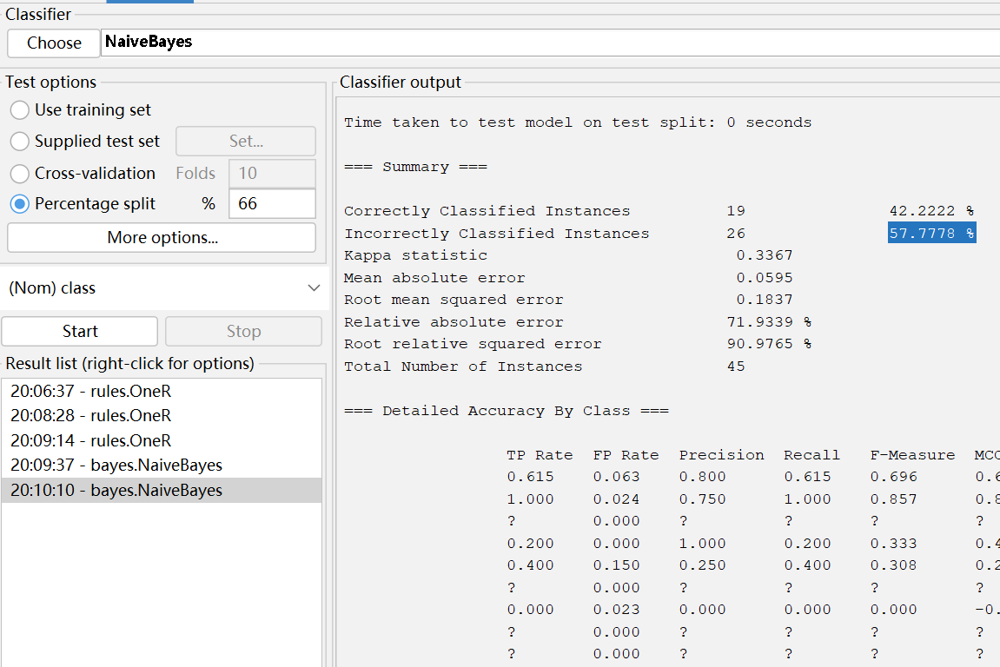 Classifier
Choose NaiveBayes
Test options
Use training set
Supplied test set Set...
Cross-validation Folds 10
Percentage split % 66
More options...
(Nom) class
Start Stop
Result list (right-click for options)
20:06:37 - rules.OneR
20:08:28 - rules.OneR
20:09:14 - rules.OneR
20:09:37 - bayes.NaiveBayes
20:10:10 - bayes.NaiveBayes
Classifier output
Time taken to test model on test split: 0 seconds
=== Summary ===
Correctly Classified Instances 19 42.2222 %
Incorrectly Classified Instances 26 57.7778 %
Kappa statistic 0.3367
Mean absolute error 0.0595
Root mean squared error 0.1837
Relative absolute error 71.9339 %
Root relative squared error 90.9765 %
Total Number of Instances 45
=== Detailed Accuracy By Class ===
TP Rate FP Rate Precision Recall F-Measure MCC
0.615 0.063 0.800 0.615 0.696 0.6
1.000 0.024 0.750 1.000 0.857 0.8
? 0.000 ? ? ? ?
0.200 0.000 1.000 0.200 0.333 0.4
0.400 0.150 0.250 0.400 0.308 0.2
? 0.000 ? ? ? ?
0.000 0.023 0.000 0.000 0.000 -0.
? 0.000 ? ? ? ?
? 0.000 ? ? ? ?